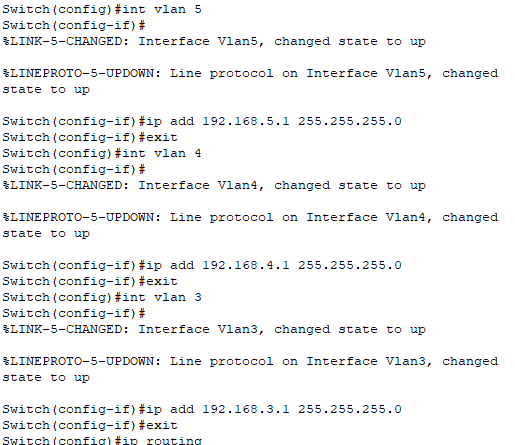 Switch(config)#int vlan 5
Switch(config-if)#
%LINK-5-CHANGED: Interface Vlan5, changed state to up
%LINEPROTO-5-UPDOWN: Line protocol on Interface Vlan5, changed
state to up
Switch(config-if)#ip add 192.168.5.1 255.255.255.0
Switch(config-if)#exit
Switch(config)#int vlan 4
Switch(config-if)#
%LINK-5-CHANGED: Interface Vlan4, changed state to up
%LINEPROTO-5-UPDOWN: Line protocol on Interface Vlan4, changed
state to up
Switch(config-if)#ip add 192.168.4.1 255.255.255.0
Switch(config-if)#exit
Switch(config)#int vlan 3
Switch(config-if)#
%LINK-5-CHANGED: Interface Vlan3, changed state to up
%LINEPROTO-5-UPDOWN: Line protocol on Interface Vlan3, changed
state to up
Switch(config-if)#ip add 192.168.3.1 255.255.255.0
Switch(config-if)#exit
Switch(config)#ip routing